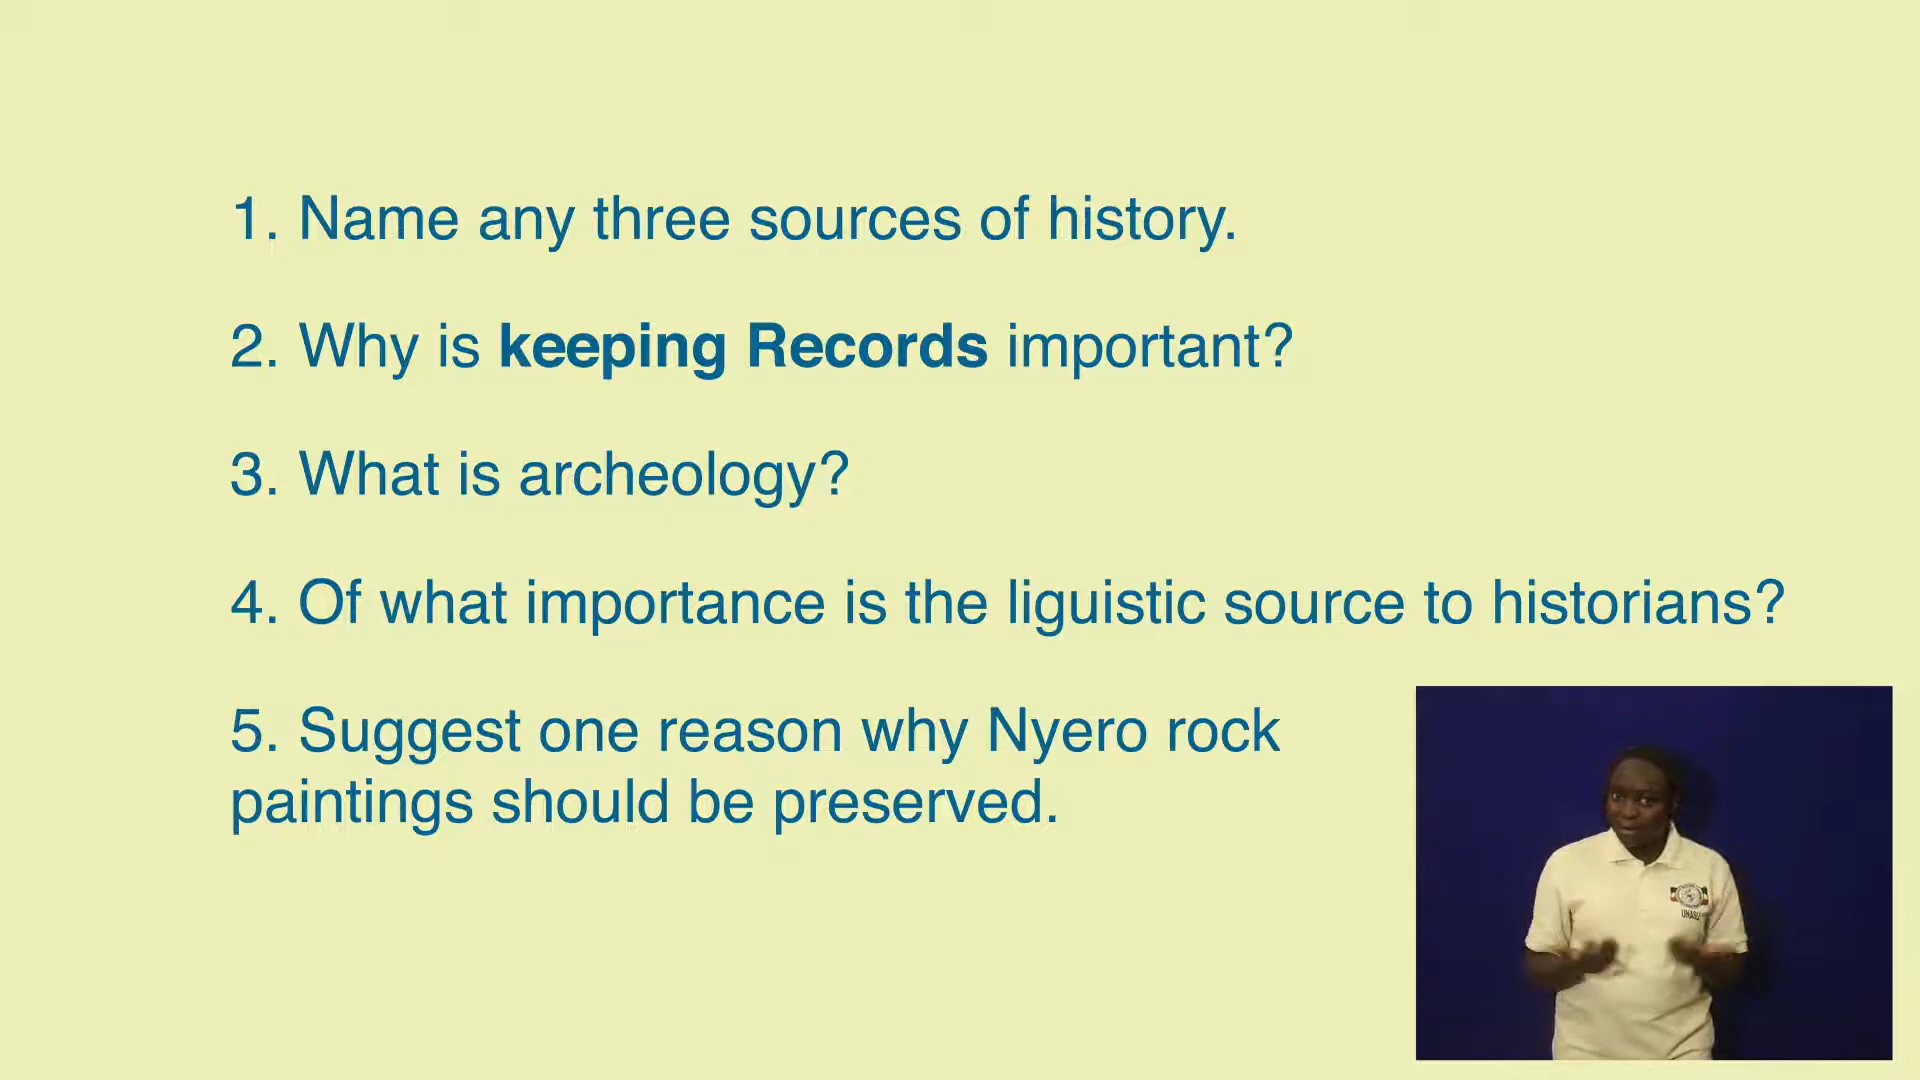 1. Name any three sources of history.
2. Why is keeping Records important?
3. What is archeology?
4. Of what importance is the liguistic source to historians?
5. Suggest one reason why Nyero rock
paintings should be preserved.